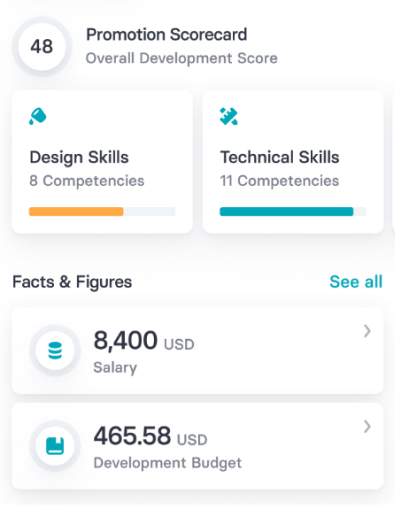 48
Promotion Scorecard
Overall Development Score
Design Skills
8 Competencies
Technical Skills
11 Competencies
Facts & Figures
See all
8,400 USD
Salary
465.58 USD
Development Budget